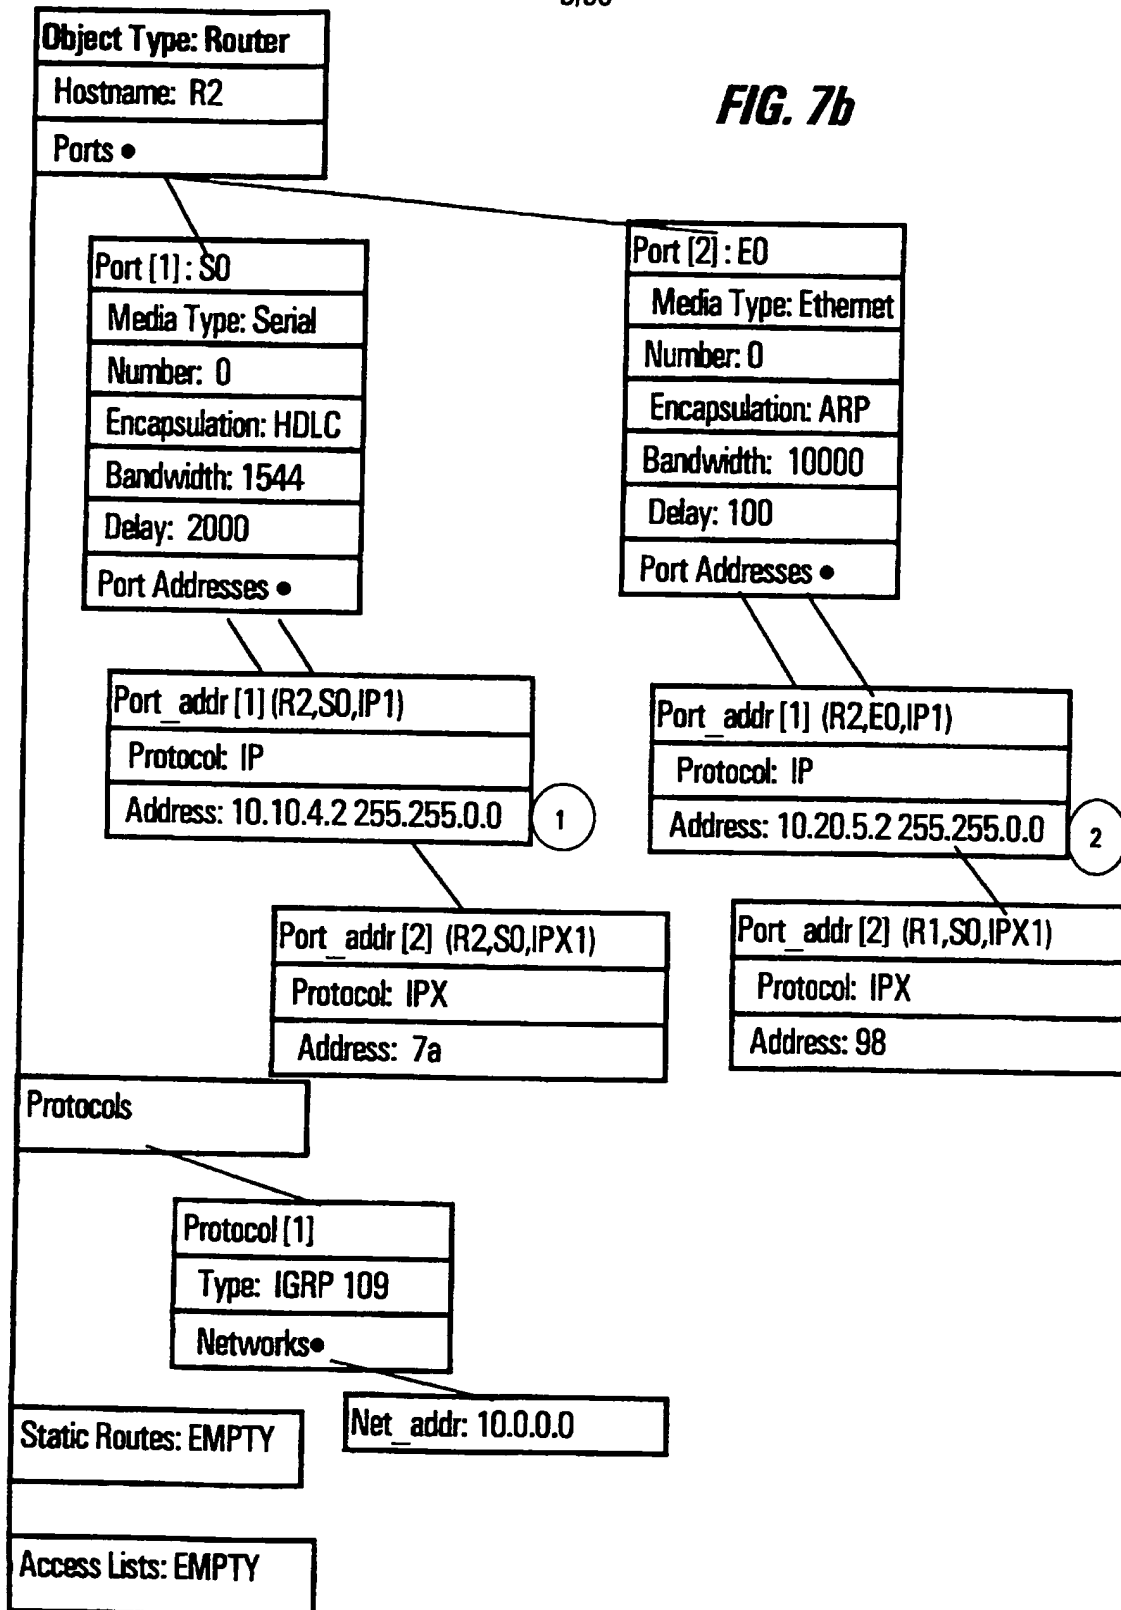 Object Type: Router
Hostname: R2
Ports •
FIG. 7b
Port [1] : S0
Media Type: Serial
Number: 0
Encapsulation: HDLC
Bandwidth: 1544
Delay: 2000
Port Addresses •
Port [2] : E0
Media Type: Ethernet
Number: 0
Encapsulation: ARP
Bandwidth: 10000
Delay: 100
Port Addresses •
Port_addr [1] (R2,S0,IP1)
Protocol: IP
Address: 10.10.4.2 255.255.0.0
1
Port_addr [1] (R2,E0,IP1)
Protocol: IP
Address: 10.20.5.2 255.255.0.0
2
Port_addr [2] (R2,S0,IPX1)
Protocol: IPX
Address: 7a
Port_addr [2] (R1,S0,IPX1)
Protocol: IPX
Address: 98
Protocols
Protocol [1]
Type: IGRP 109
Networks•
Net_addr: 10.0.0.0
Static Routes: EMPTY
Access Lists: EMPTY